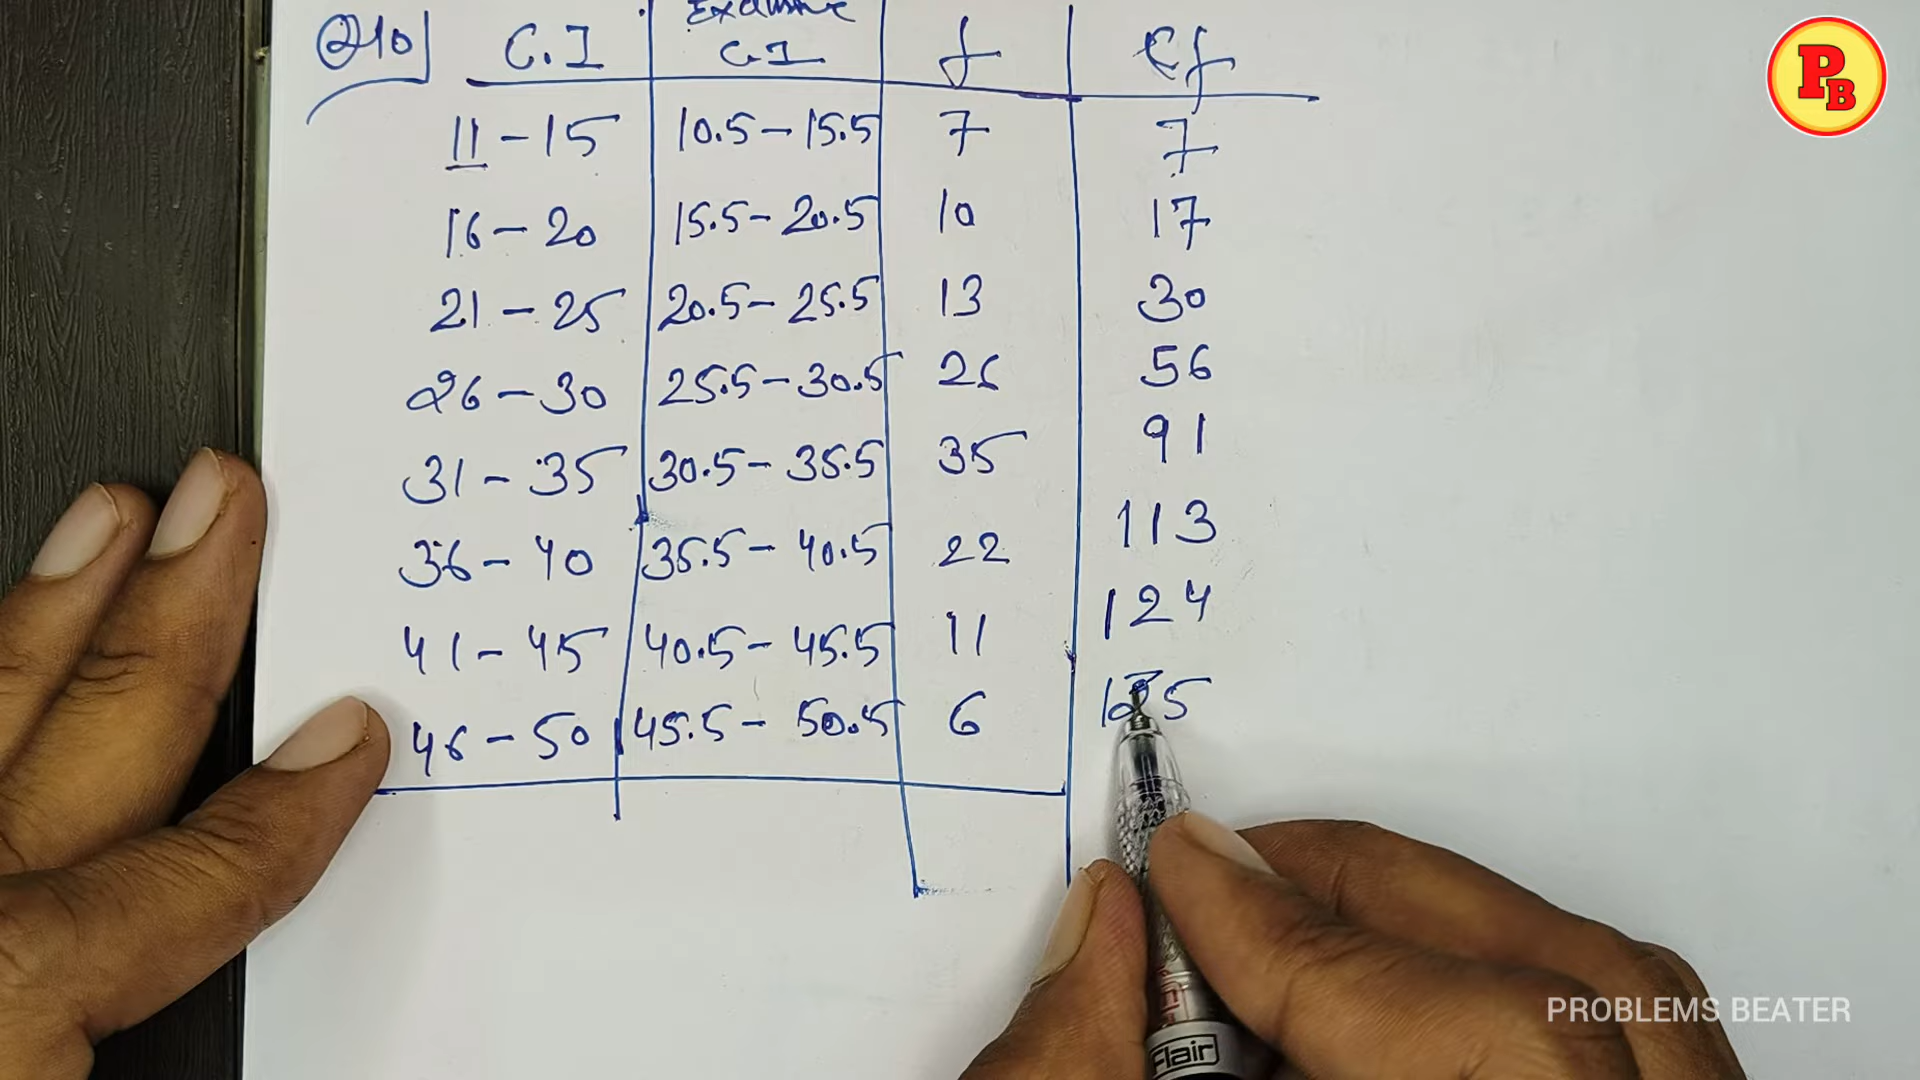 Q10 C.I Exclusive C.I f cf
11 - 15 10.5 - 15.5 7 7
16 - 20 15.5 - 20.5 10 17
21 - 25 20.5 - 25.5 13 30
26 - 30 25.5 - 30.5 26 56
31 - 35 30.5 - 35.5 35 91
36 - 40 35.5 - 40.5 22 113
41 - 45 40.5 - 45.5 11 124
46 - 50 45.5 - 50.5 6
PB
PROBLEMS BEATER
Flair